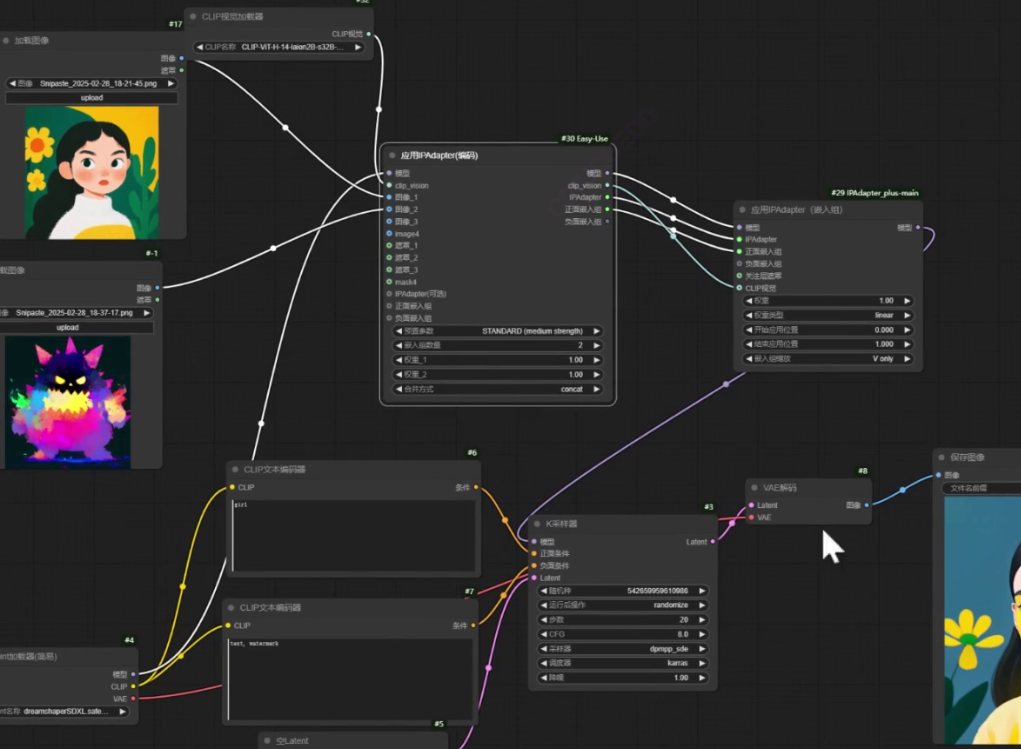 #17
加载图像
图像
遮罩
图像 Snipaste_2025-02-28_18-21-45.png
upload
CLIP视觉加载器
CLIP视觉
CLIP名称 CLIP-ViT-H-14-laion2B-s32B-...
#-1
载图像
图像
遮罩
Snipaste_2025-02-28_18-37-17.png
upload
#30 Easy-Use
应用IPAdapter(编码)
模型 模型
clip_vision clip_vision
图像_1 IPAdapter
图像_2 正面嵌入组
图像_3 负面嵌入组
image4
遮罩_1
遮罩_2
遮罩_3
mask4
IPAdapter(可选)
正面嵌入组
负面嵌入组
预置参数 STANDARD (medium strength)
嵌入组数量 2
权重_1 1.00
权重_2 1.00
合并方式 concat
#29 IPAdapter_plus-main
应用IPAdapter（嵌入组）
模型 模型
IPAdapter
正面嵌入组
负面嵌入组
关注层遮罩
CLIP视觉
权重 1.00
权重类型 linear
开始应用位置 0.000
结束应用位置 1.000
嵌入组缩放 V only
#6
CLIP文本编码器
CLIP 条件
girl
#7
CLIP文本编码器
CLIP 条件
text, watermark
#4
模型
CLIP
VAE
dreamshaperSDXL.safe...
#5
空Latent
#3
K采样器
模型 Latent
正面条件
负面条件
Latent
随机种 542659959610986
运行后操作 randomize
步数 20
CFG 8.0
采样器 dpmpp_sde
调度器 karras
降噪 1.00
#8
VAE解码
Latent 图像
VAE
保存图像
图像
文件名前缀